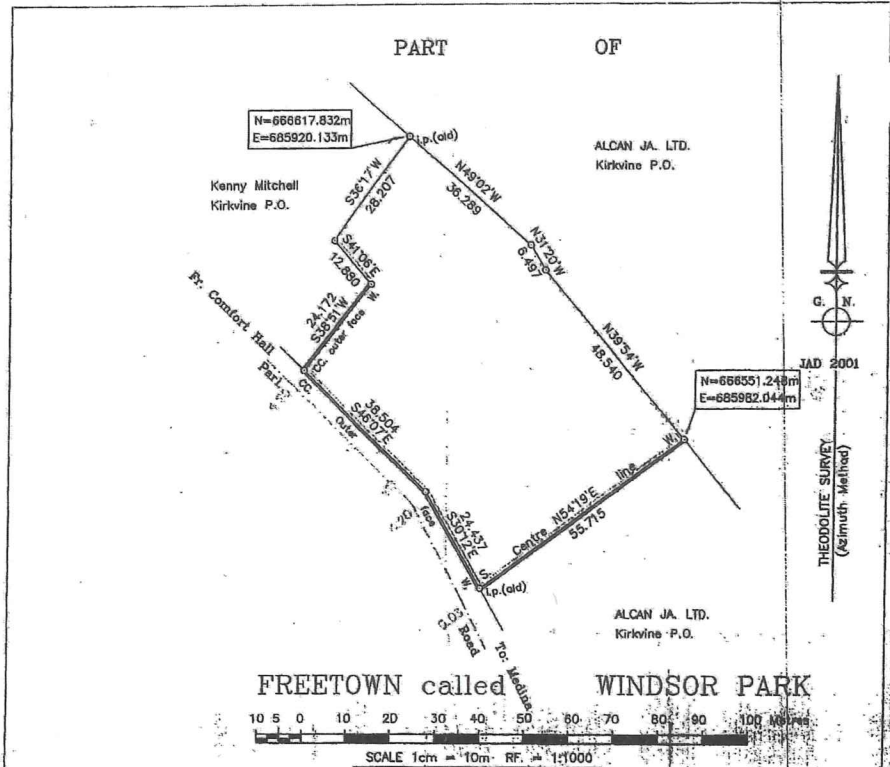 PART OF
N=666617.832m
E=685920.133m
i.p.(old)
ALCAN JA. LTD.
Kirkvine P.O.
Kenny Mitchell
Kirkvine P.O.
S36°17'W
28.207
N49°02'W
36.289
N31°20'W
6.497
S41°06'E
12.880
W.
24.172
S38°51'W
CC. outer face
Fr. Comfort Hall
CC.
Outer
face
W.
38.504
S46°07'E
N39°54'W
48.540
G. N.
JAD 2001
N=666551.248m
E=685982.044m
THEODOLITE SURVEY
(Azimuth Method)
S. Centre line W.
N54°19'E
55.715
24.437
S30°12'E
i.p.(old)
Road
To: Medina
ALCAN JA. LTD.
Kirkvine P.O.
FREETOWN called WINDSOR PARK
10 5 0 10 20 30 40 50 60 70 80 90 100 Metres
SCALE 1cm = 10m RF. = 1:1000